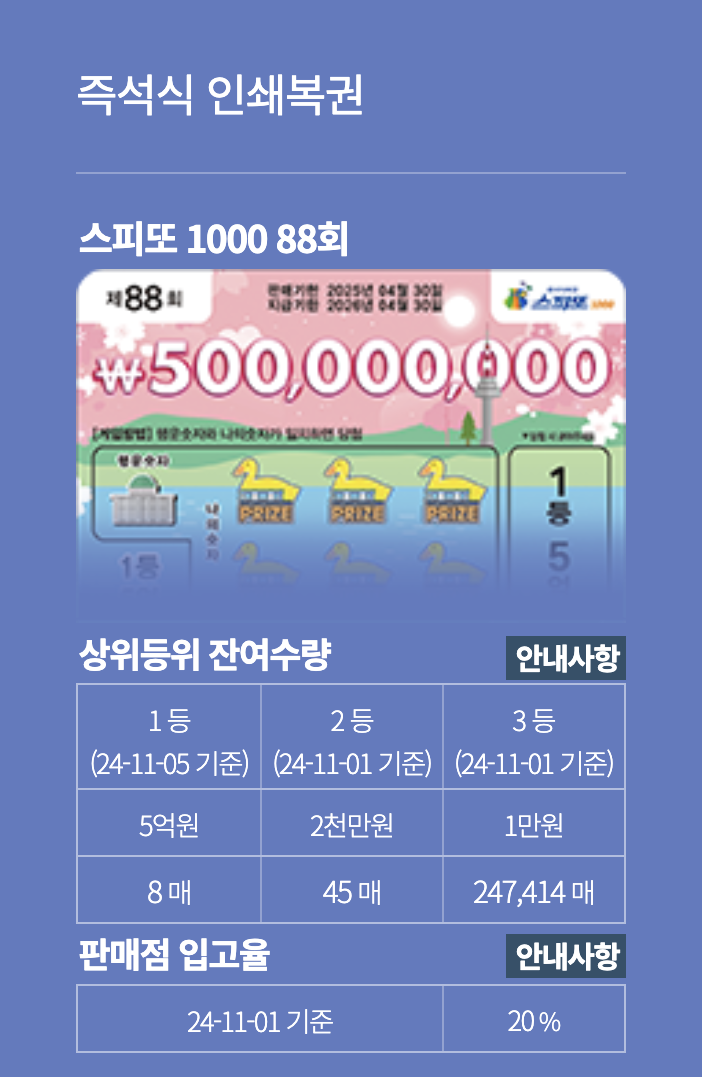 즉석식 인쇄복권
스피또 1000 88회
제88회
판매기한 2025년 04월 30일
지급기한 2026년 04월 30일
스피또 1000
₩500,000,000
[게임방법] 행운숫자와 나의숫자가 일치하면 당첨
행운숫자
나의숫자
PRIZE PRIZE PRIZE
1등
1등
5억
상위등위 잔여수량
안내사항
1 등 2 등 3 등
(24-11-05 기준) (24-11-01 기준) (24-11-01 기준)
5억원 2천만원 1만원
8 매 45 매 247,414 매
판매점 입고율
안내사항
24-11-01 기준 20 %